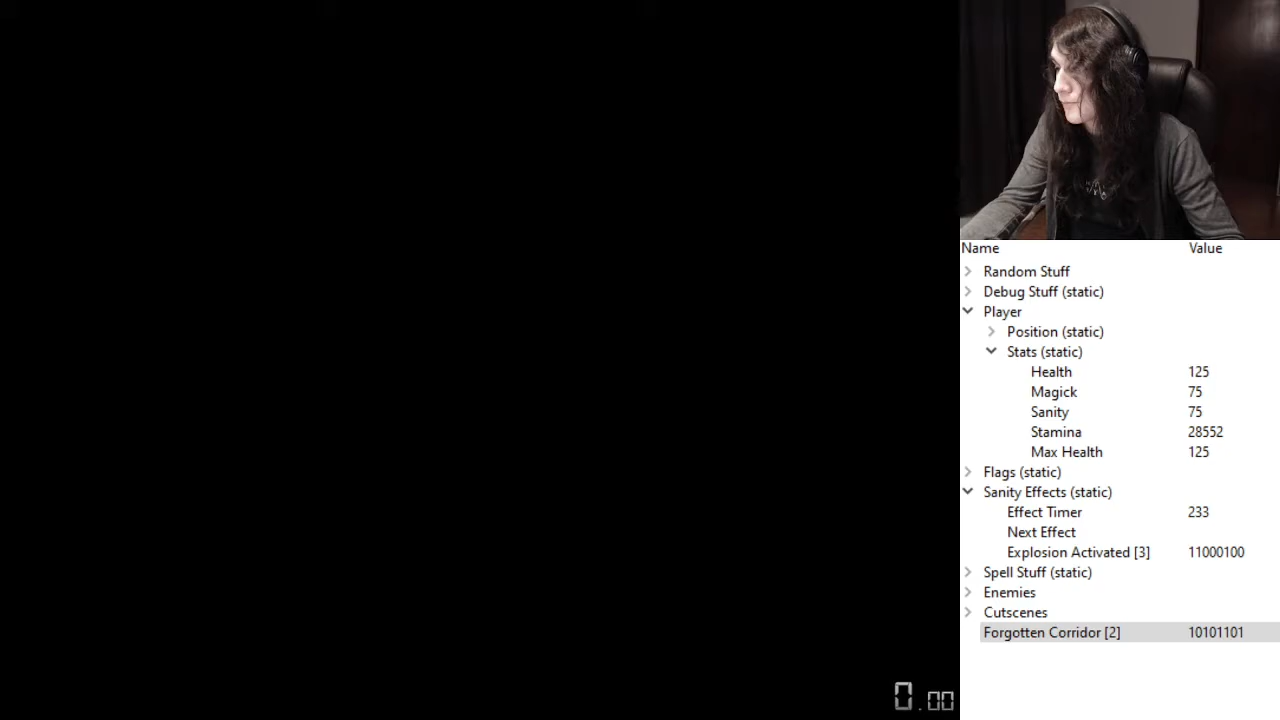 Name Value
Random Stuff
Debug Stuff (static)
Player
Position (static)
Stats (static)
Health 125
Magick 75
Sanity 75
Stamina 28552
Max Health 125
Flags (static)
Sanity Effects (static)
Effect Timer 233
Next Effect
Explosion Activated [3] 11000100
Spell Stuff (static)
Enemies
Cutscenes
Forgotten Corridor [2] 10101101
0.00